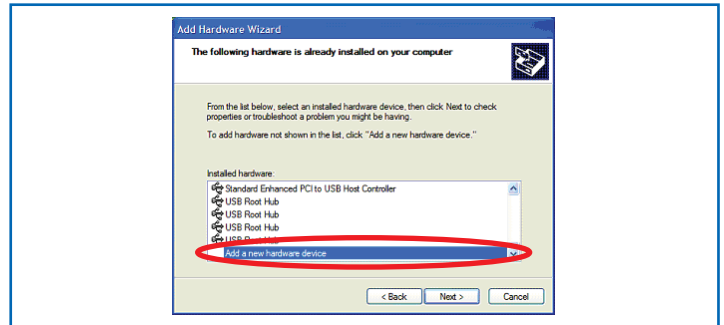 Add Hardware Wizard
The following hardware is already installed on your computer
From the list below, select an installed hardware device, then click Next to check
properties or troubleshoot a problem you might be having.
To add hardware not shown in the list, click "Add a new hardware device."
Installed hardware:
Standard Enhanced PCI to USB Host Controller
USB Root Hub
USB Root Hub
USB Root Hub
USB Root Hub
Add a new hardware device
< Back Next > Cancel